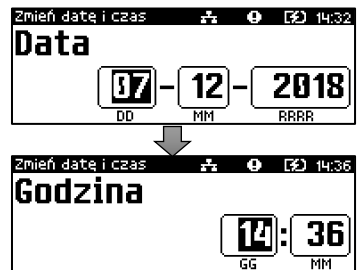 Zmień datę i czas 14:32
Data
07-12-2018
DD MM RRRR
Zmień datę i czas 14:36
Godzina
14:36
GG MM